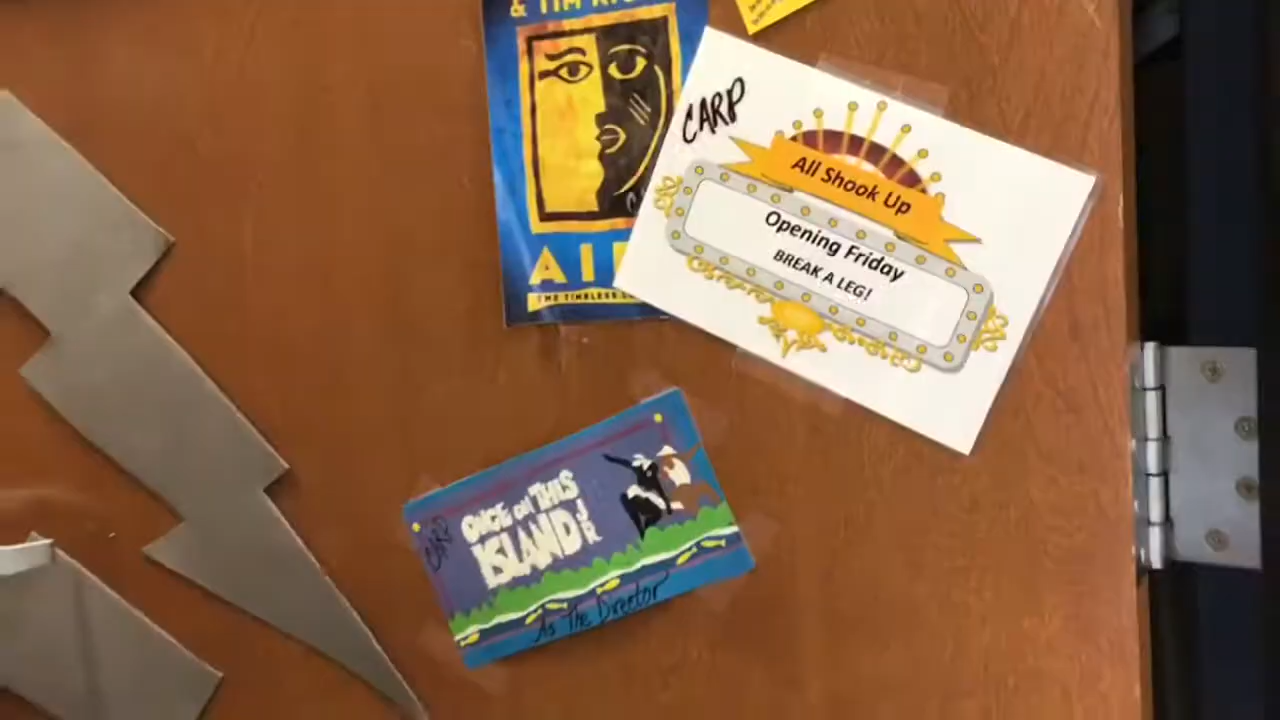 & TIM
CARP
All Shook Up
Opening Friday
BREAK A LEG!
AI
THE TIMELESS
CARP
ONCE on THIS
ISLAND JR
As The Director